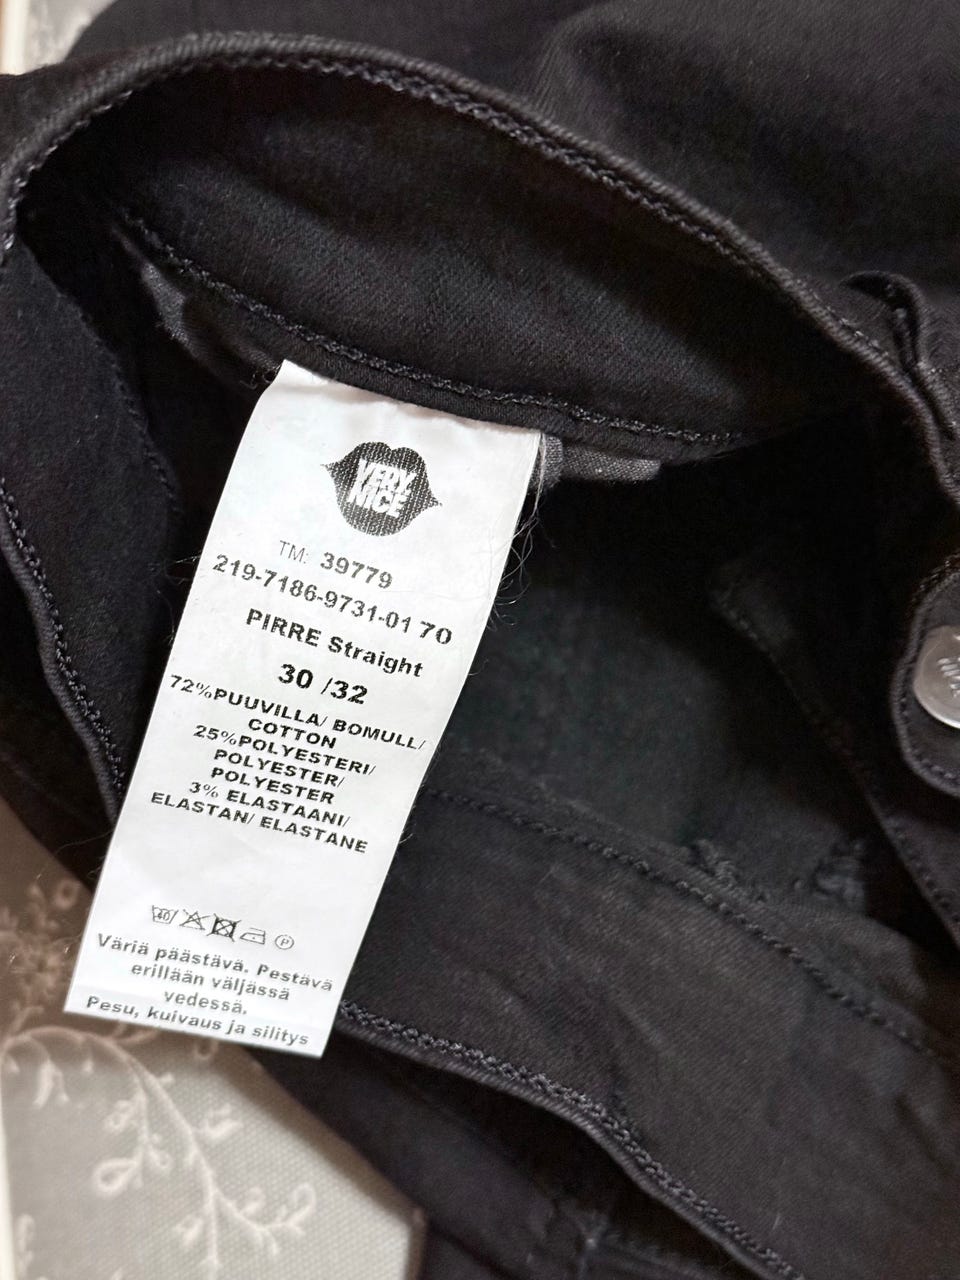 VERY
NICE
TM: 39779
219-7186-9731-01 70
PIRRE Straight
30 /32
72%PUUVILLA/ BOMULL/
COTTON
25%POLYESTERI/
POLYESTER/
POLYESTER
3% ELASTAANI/
ELASTAN/ ELASTANE
40
P
Väriä päästävä. Pestävä
erillään väljässä
vedessä.
Pesu, kuivaus ja silitys